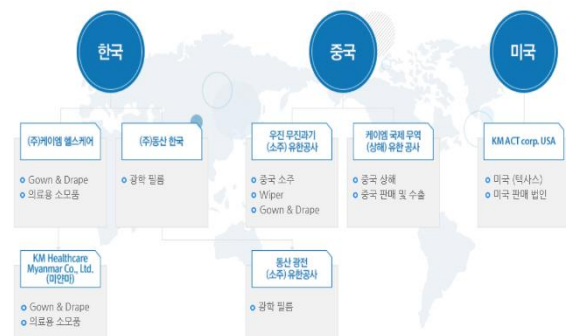 한국
중국
미국
(주)케이엠 헬스케어
Gown & Drape
의료용 소모품
(주)동산 한국
광학 필름
우진 무진과기
(소주) 유한공사
중국 소주
Wiper
Gown & Drape
케이엠 국제 무역
(상해) 유한 공사
중국 상해
중국 판매 및 수출
KM ACT corp. USA
미국 (텍사스)
미국 판매 법인
KM Healthcare
Myanmar Co., Ltd.
(미얀마)
Gown & Drape
의료용 소모품
동산 광전
(소주) 유한공사
광학 필름